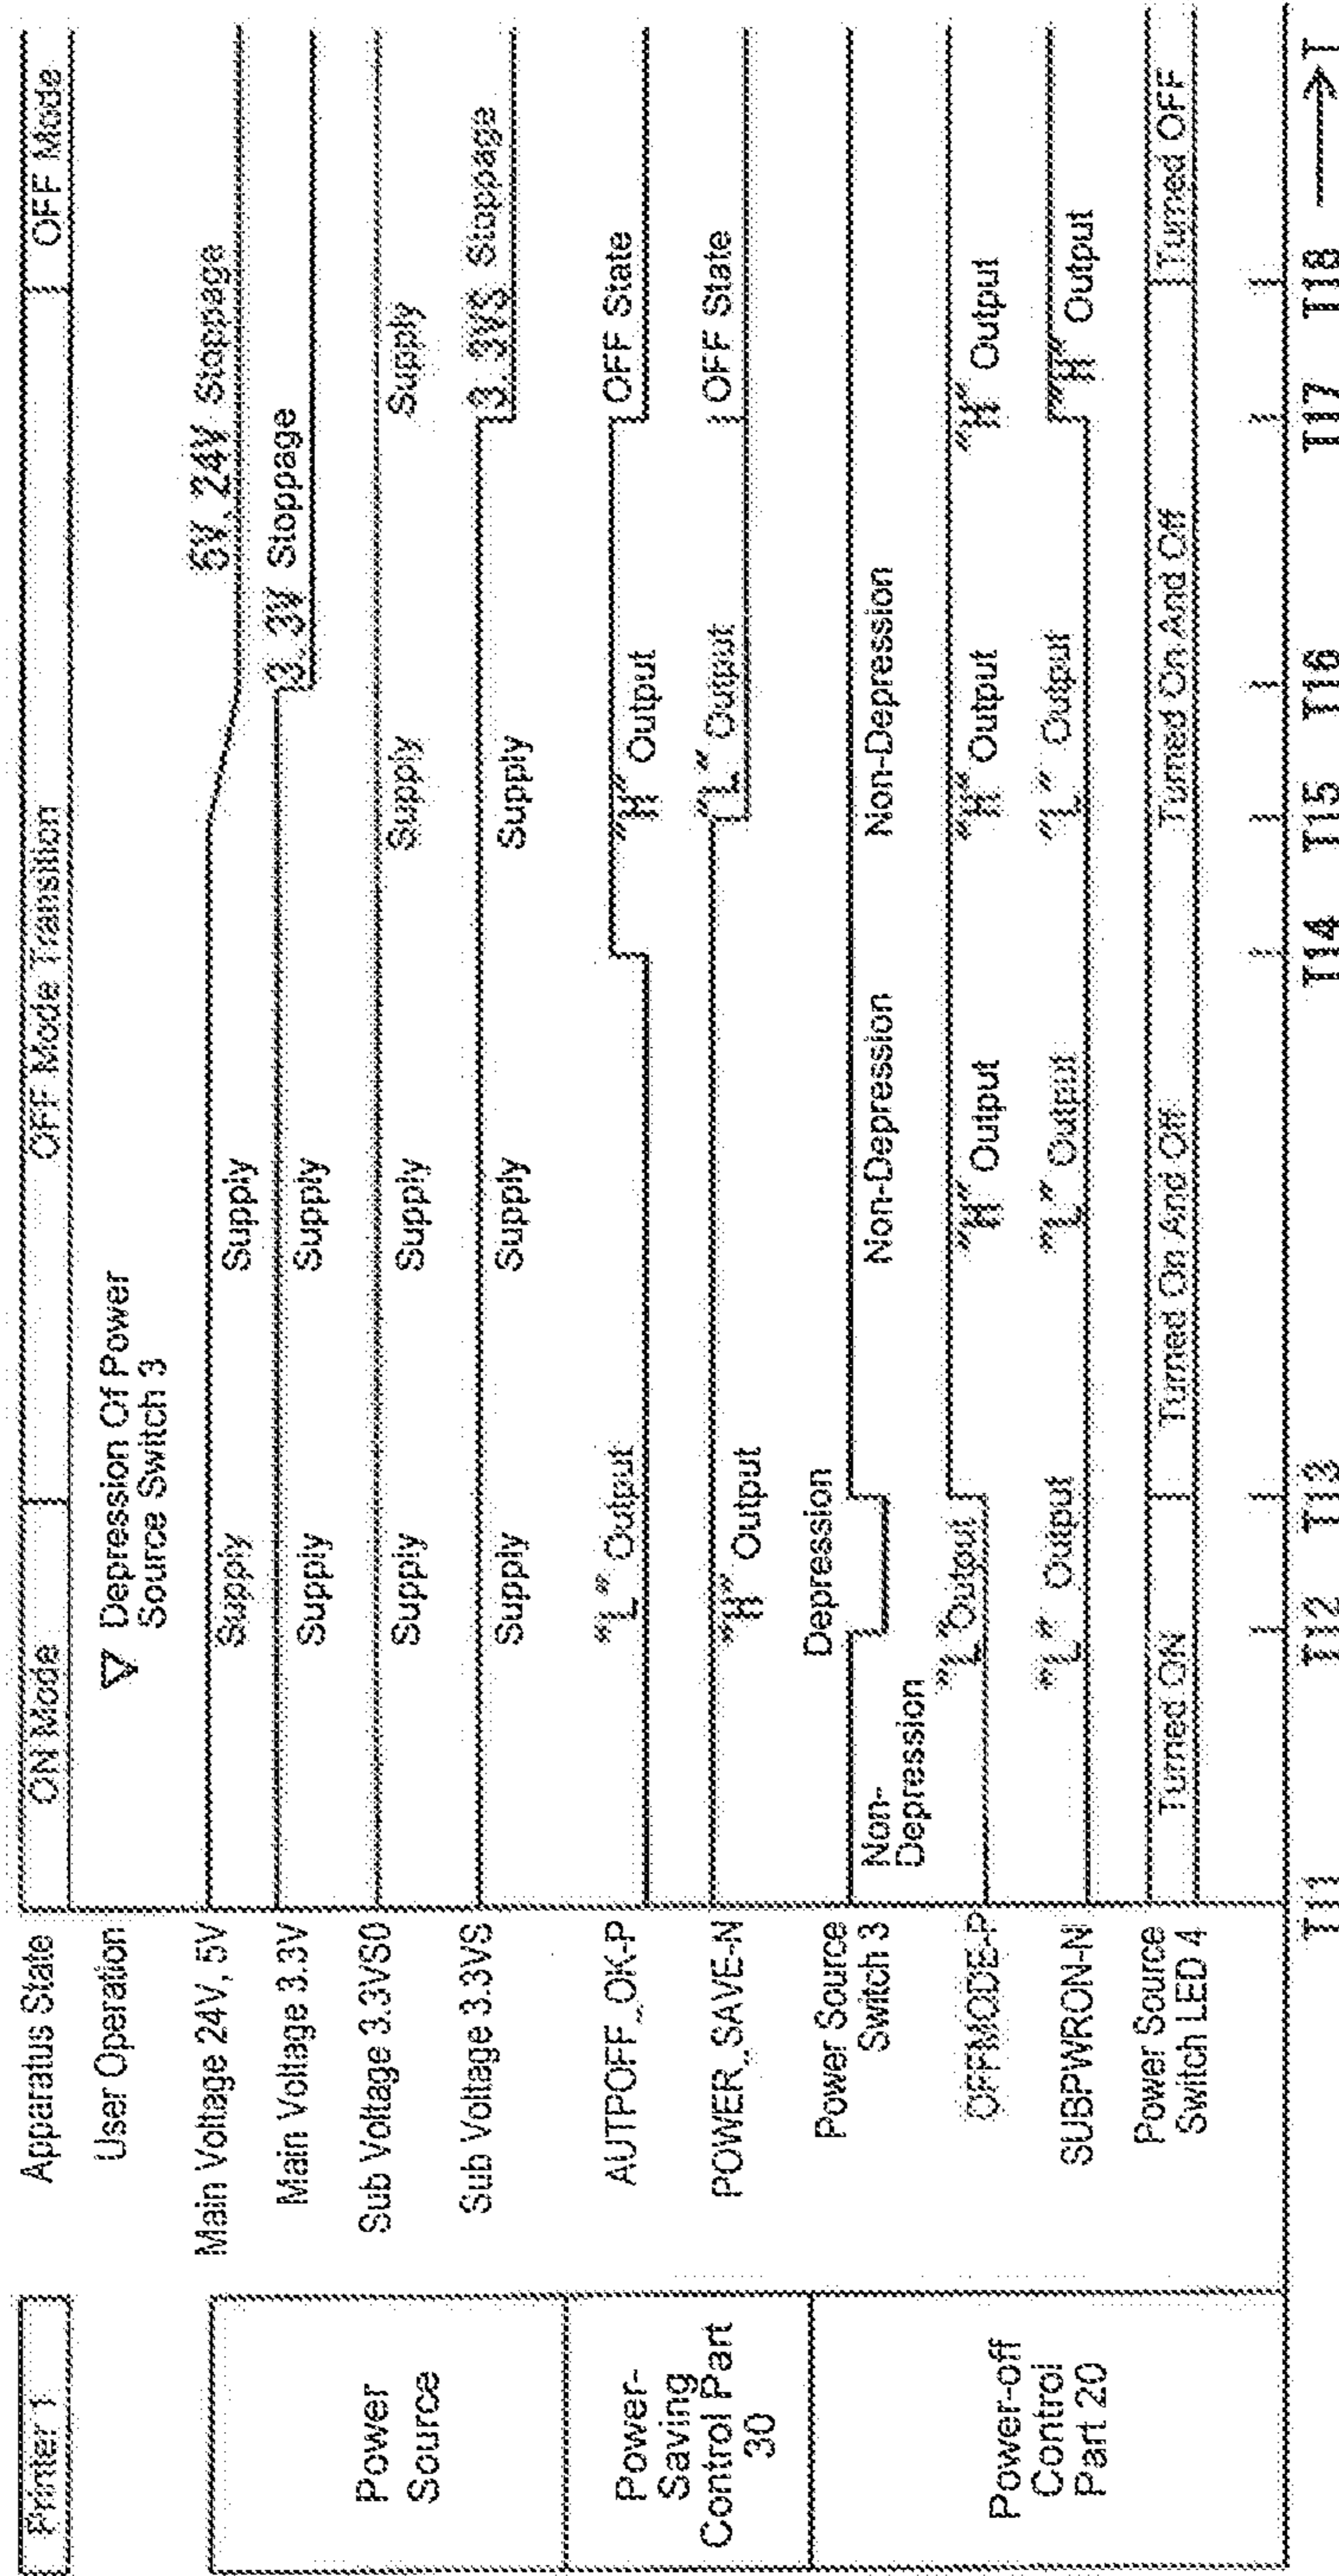 Printer 1
Apparatus State
ON Mode
OFF Mode Transition
OFF Mode
User Operation
▽ Depression Of Power
Source Switch 3
Power
Source
Main Voltage 24V, 5V
Supply
Supply
5V, 24V Stoppage
Main Voltage 3.3V
Supply
Supply
3. 3V Stoppage
Sub Voltage 3.3VS0
Supply
Supply
Supply
Supply
Sub Voltage 3.3VS
Supply
Supply
Supply
3. 3VS Stoppage
Power-
Saving
Control Part
30
AUTPOFF_OK-P
"L" Output
"H" Output
OFF State
POWER_SAVE-N
"H" Output
"L" Output
OFF State
Power-off
Control
Part 20
Power Source
Switch 3
Non-
Depression
Depression
Non-Depression
Non-Depression
OFFMODE-P
"L" Output
"H" Output
"H" Output
"H" Output
SUBPWRON-N
"L" Output
"L" Output
"L" Output
"H" Output
Power Source
Switch LED 4
Turned ON
Turned On And Off
Turned On And Off
Turned OFF
T11 T12 T13 T14 T15 T16 T17 T18 → T